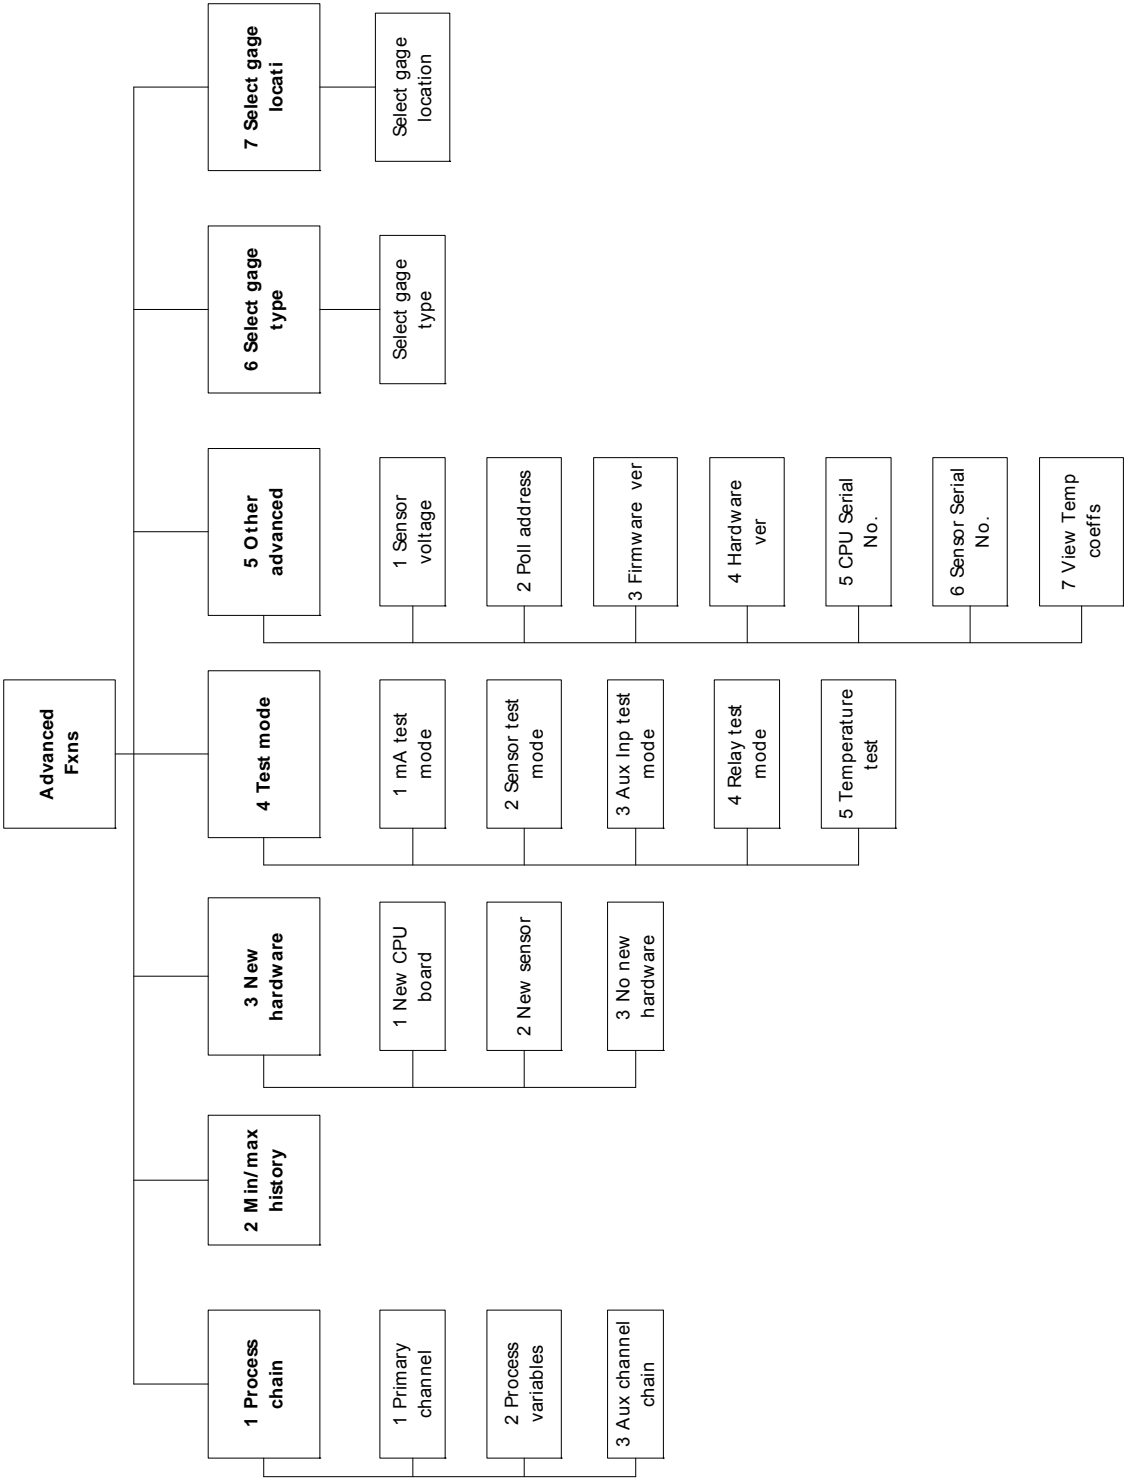 Advanced
Fxns
1 Process
chain
1 Primary
channel
2 Process
variables
3 Aux channel
chain
2 Min/max
history
3 New
hardware
1 New CPU
board
2 New sensor
3 No new
hardware
4 Test mode
1 mA test
mode
2 Sensor test
mode
3 Aux Inp test
mode
4 Relay test
mode
5 Temperature
test
5 Other
advanced
1 Sensor
voltage
2 Poll address
3 Firmware ver
4 Hardware
ver
5 CPU Serial
No.
6 Sensor Serial
No.
7 View Temp
coeffs
6 Select gage
type
Select gage
type
7 Select gage
locati
Select gage
location